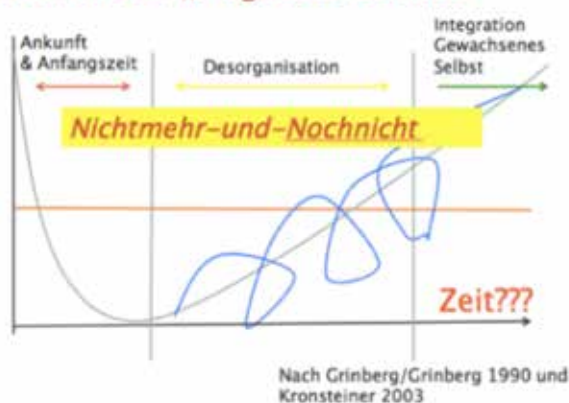 Ankunft
& Anfangszeit
Desorganisation
Integration
Gewachsenes
Selbst
Nichtmehr-und-Nochnicht
Zeit???
Nach Grinberg/Grinberg 1990 und
Kronsteiner 2003